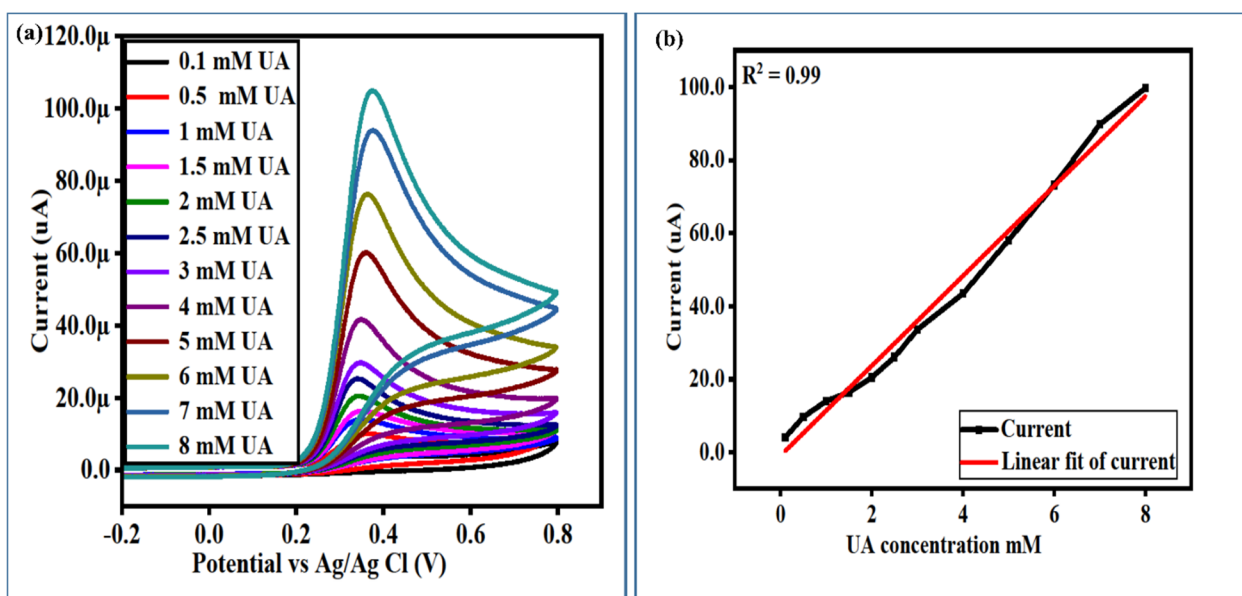 (a)
120.0µ
100.0µ
80.0µ
60.0µ
40.0µ
20.0µ
0.0
Current (uA)
0.1 mM UA
0.5 mM UA
1 mM UA
1.5 mM UA
2 mM UA
2.5 mM UA
3 mM UA
4 mM UA
5 mM UA
6 mM UA
7 mM UA
8 mM UA
-0.2 0.0 0.2 0.4 0.6 0.8
Potential vs Ag/Ag Cl (V)
(b)
R² = 0.99
100.0
80.0
60.0
40.0
20.0
0.0
Current (uA)
Current
Linear fit of current
0 2 4 6 8
UA concentration mM